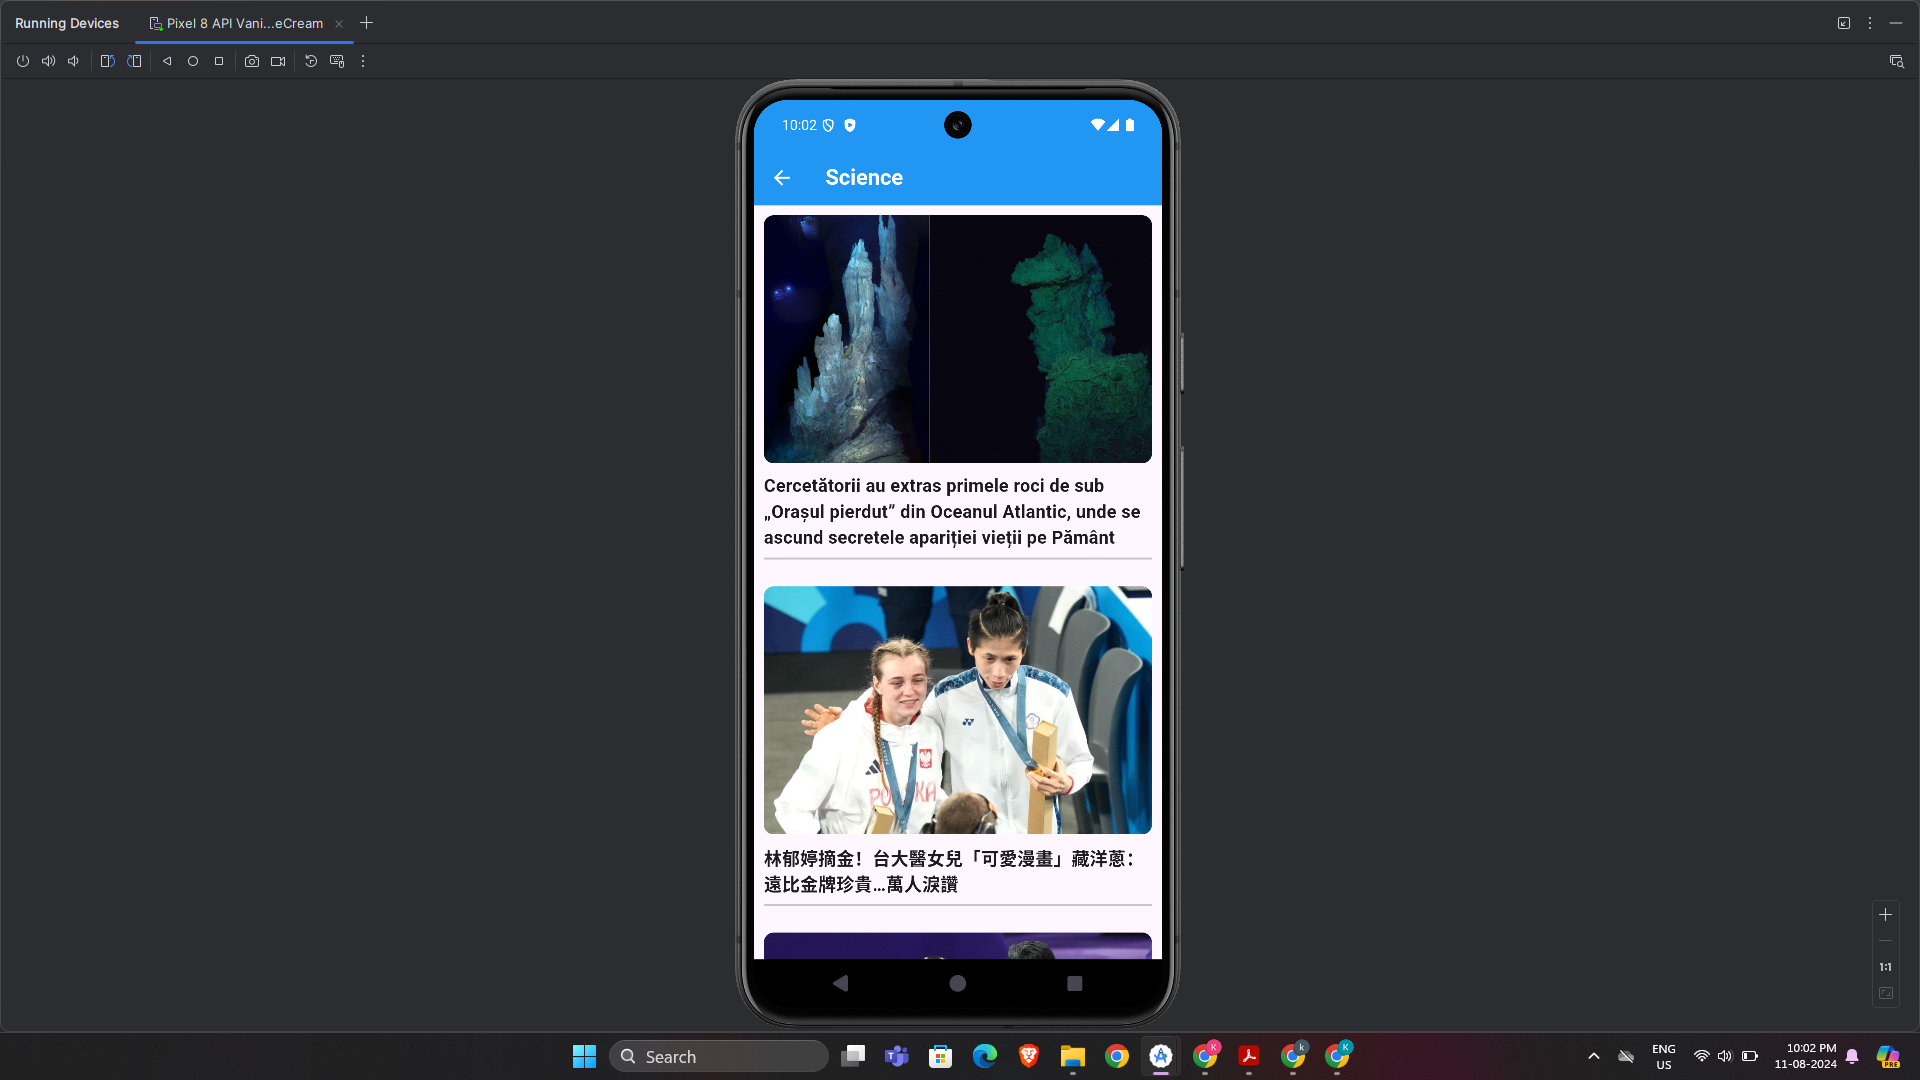 Running Devices
Pixel 8 API Vani...eCream
10:02
Science
Cercetătorii au extras primele roci de sub
„Orașul pierdut” din Oceanul Atlantic, unde se
ascund secretele apariției vieții pe Pământ
POLSKA
林郁婷摘金！台大醫女兒「可愛漫畫」藏洋蔥：
遠比金牌珍貴...萬人淚讚
1:1
Search
K
k
K
ENG
US
10:02 PM
11-08-2024
PRE